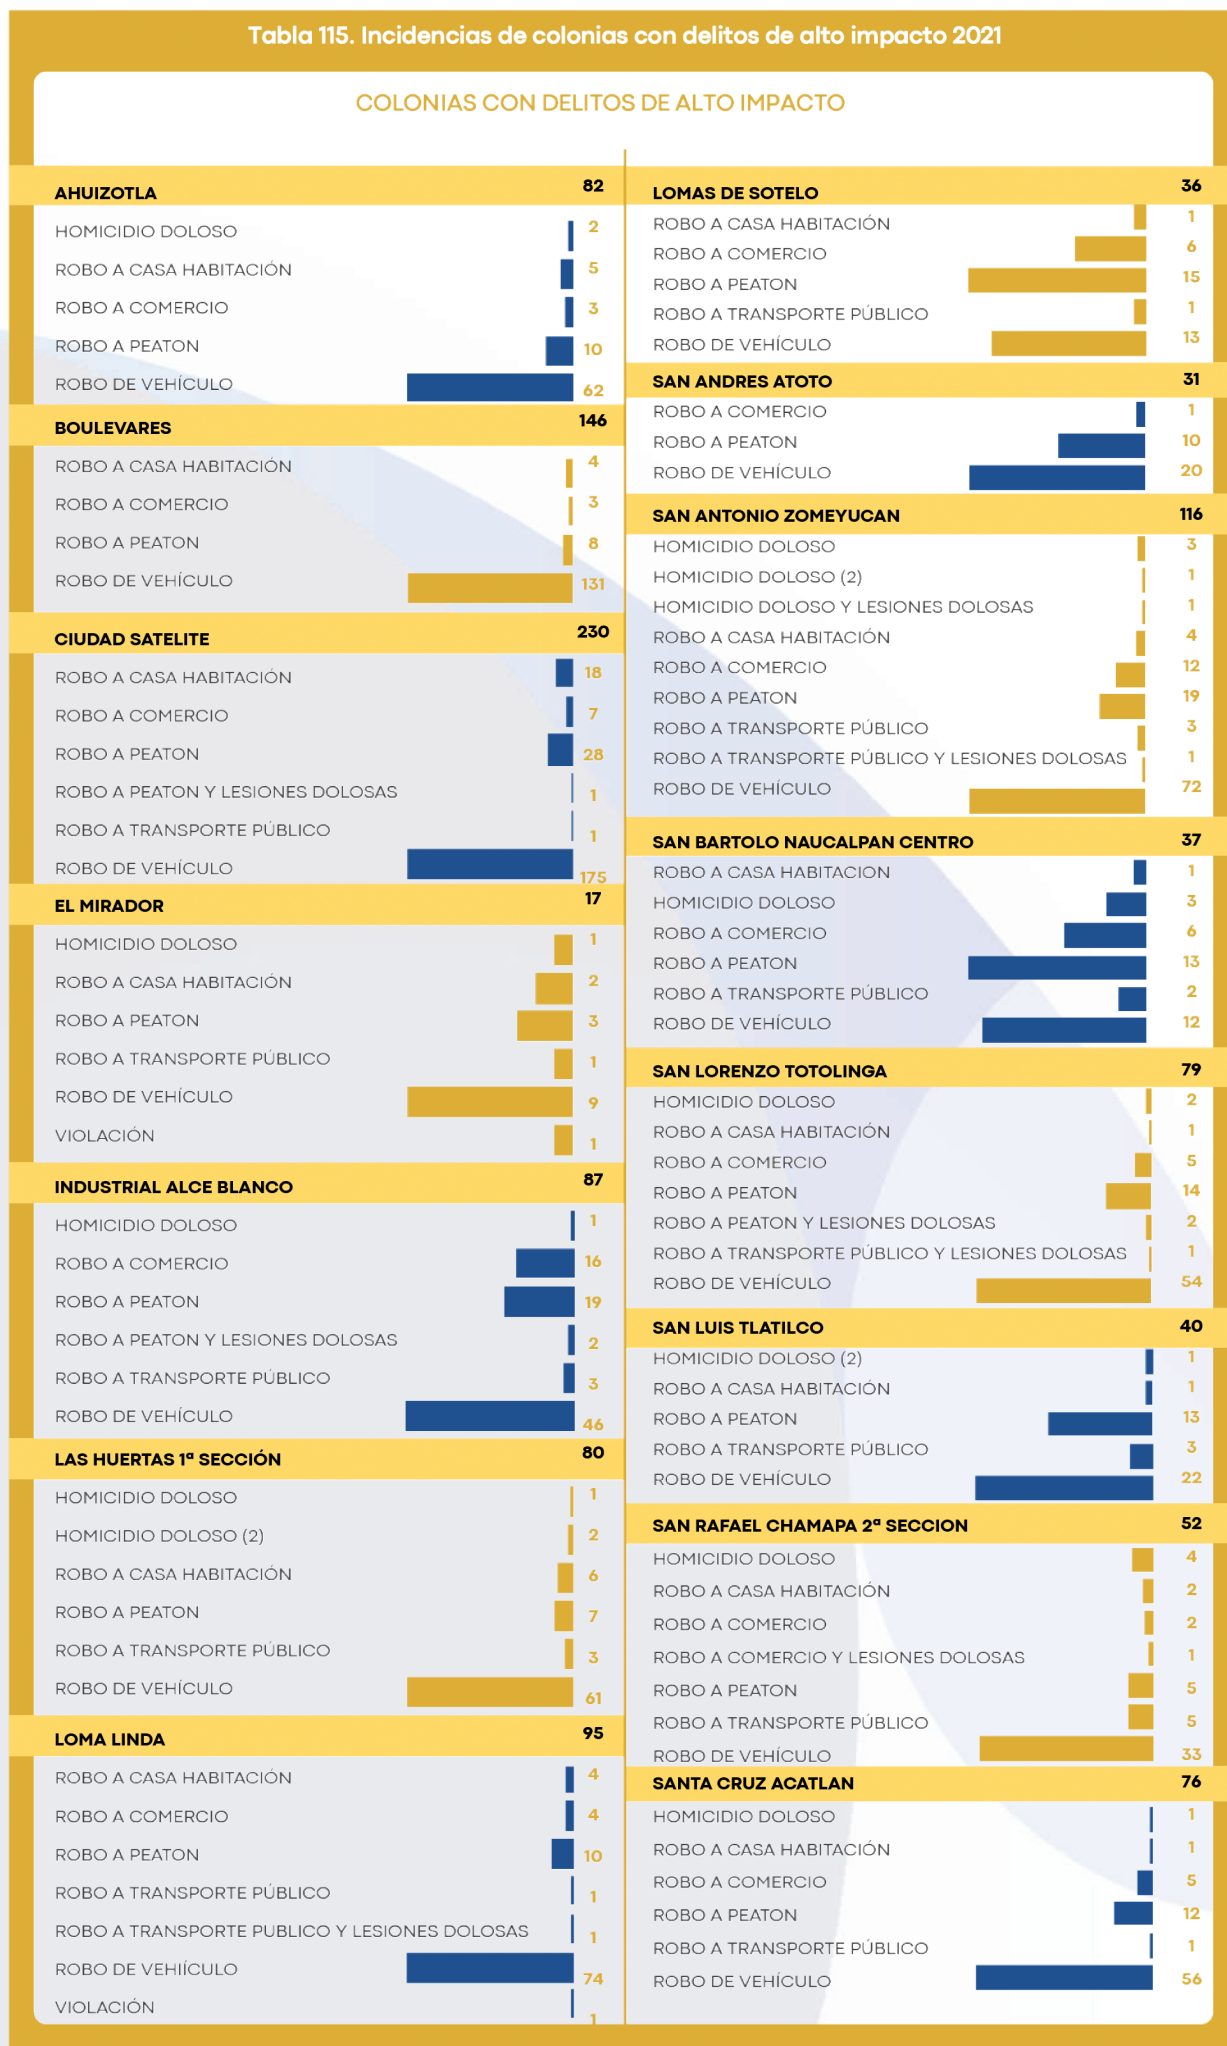 Tabla 115. Incidencias de colonias con delitos de alto impacto 2021
COLONIAS CON DELITOS DE ALTO IMPACTO
AHUIZOTLA 82
HOMICIDIO DOLOSO 2
ROBO A CASA HABITACIÓN 5
ROBO A COMERCIO 3
ROBO A PEATON 10
ROBO DE VEHÍCULO 62
BOULEVARES 146
ROBO A CASA HABITACIÓN 4
ROBO A COMERCIO 3
ROBO A PEATON 8
ROBO DE VEHÍCULO 131
CIUDAD SATELITE 230
ROBO A CASA HABITACIÓN 18
ROBO A COMERCIO 7
ROBO A PEATON 28
ROBO A PEATON Y LESIONES DOLOSAS 1
ROBO A TRANSPORTE PÚBLICO 1
ROBO DE VEHÍCULO 175
EL MIRADOR 17
HOMICIDIO DOLOSO 1
ROBO A CASA HABITACIÓN 2
ROBO A PEATON 3
ROBO A TRANSPORTE PÚBLICO 1
ROBO DE VEHÍCULO 9
VIOLACIÓN 1
INDUSTRIAL ALCE BLANCO 87
HOMICIDIO DOLOSO 1
ROBO A COMERCIO 16
ROBO A PEATON 19
ROBO A PEATON Y LESIONES DOLOSAS 2
ROBO A TRANSPORTE PÚBLICO 3
ROBO DE VEHÍCULO 46
LAS HUERTAS 1ª SECCIÓN 80
HOMICIDIO DOLOSO 1
HOMICIDIO DOLOSO (2) 2
ROBO A CASA HABITACIÓN 6
ROBO A PEATON 7
ROBO A TRANSPORTE PÚBLICO 3
ROBO DE VEHÍCULO 61
LOMA LINDA 95
ROBO A CASA HABITACIÓN 4
ROBO A COMERCIO 4
ROBO A PEATON 10
ROBO A TRANSPORTE PÚBLICO 1
ROBO A TRANSPORTE PUBLICO Y LESIONES DOLOSAS 1
ROBO DE VEHIÍCULO 74
VIOLACIÓN 1
LOMAS DE SOTELO 36
ROBO A CASA HABITACIÓN 1
ROBO A COMERCIO 6
ROBO A PEATON 15
ROBO A TRANSPORTE PÚBLICO 1
ROBO DE VEHÍCULO 13
SAN ANDRES ATOTO 31
ROBO A COMERCIO 1
ROBO A PEATON 10
ROBO DE VEHÍCULO 20
SAN ANTONIO ZOMEYUCAN 116
HOMICIDIO DOLOSO 3
HOMICIDIO DOLOSO (2) 1
HOMICIDIO DOLOSO Y LESIONES DOLOSAS 1
ROBO A CASA HABITACIÓN 4
ROBO A COMERCIO 12
ROBO A PEATON 19
ROBO A TRANSPORTE PÚBLICO 3
ROBO A TRANSPORTE PÚBLICO Y LESIONES DOLOSAS 1
ROBO DE VEHÍCULO 72
SAN BARTOLO NAUCALPAN CENTRO 37
ROBO A CASA HABITACION 1
HOMICIDIO DOLOSO 3
ROBO A COMERCIO 6
ROBO A PEATON 13
ROBO A TRANSPORTE PÚBLICO 2
ROBO DE VEHÍCULO 12
SAN LORENZO TOTOLINGA 79
HOMICIDIO DOLOSO 2
ROBO A CASA HABITACIÓN 1
ROBO A COMERCIO 5
ROBO A PEATON 14
ROBO A PEATON Y LESIONES DOLOSAS 2
ROBO A TRANSPORTE PÚBLICO Y LESIONES DOLOSAS 1
ROBO DE VEHÍCULO 54
SAN LUIS TLATILCO 40
HOMICIDIO DOLOSO (2) 1
ROBO A CASA HABITACIÓN 1
ROBO A PEATON 13
ROBO A TRANSPORTE PÚBLICO 3
ROBO DE VEHÍCULO 22
SAN RAFAEL CHAMAPA 2ª SECCION 52
HOMICIDIO DOLOSO 4
ROBO A CASA HABITACIÓN 2
ROBO A COMERCIO 2
ROBO A COMERCIO Y LESIONES DOLOSAS 1
ROBO A PEATON 5
ROBO A TRANSPORTE PÚBLICO 5
ROBO DE VEHÍCULO 33
SANTA CRUZ ACATLAN 76
HOMICIDIO DOLOSO 1
ROBO A CASA HABITACIÓN 1
ROBO A COMERCIO 5
ROBO A PEATON 12
ROBO A TRANSPORTE PÚBLICO 1
ROBO DE VEHÍCULO 56